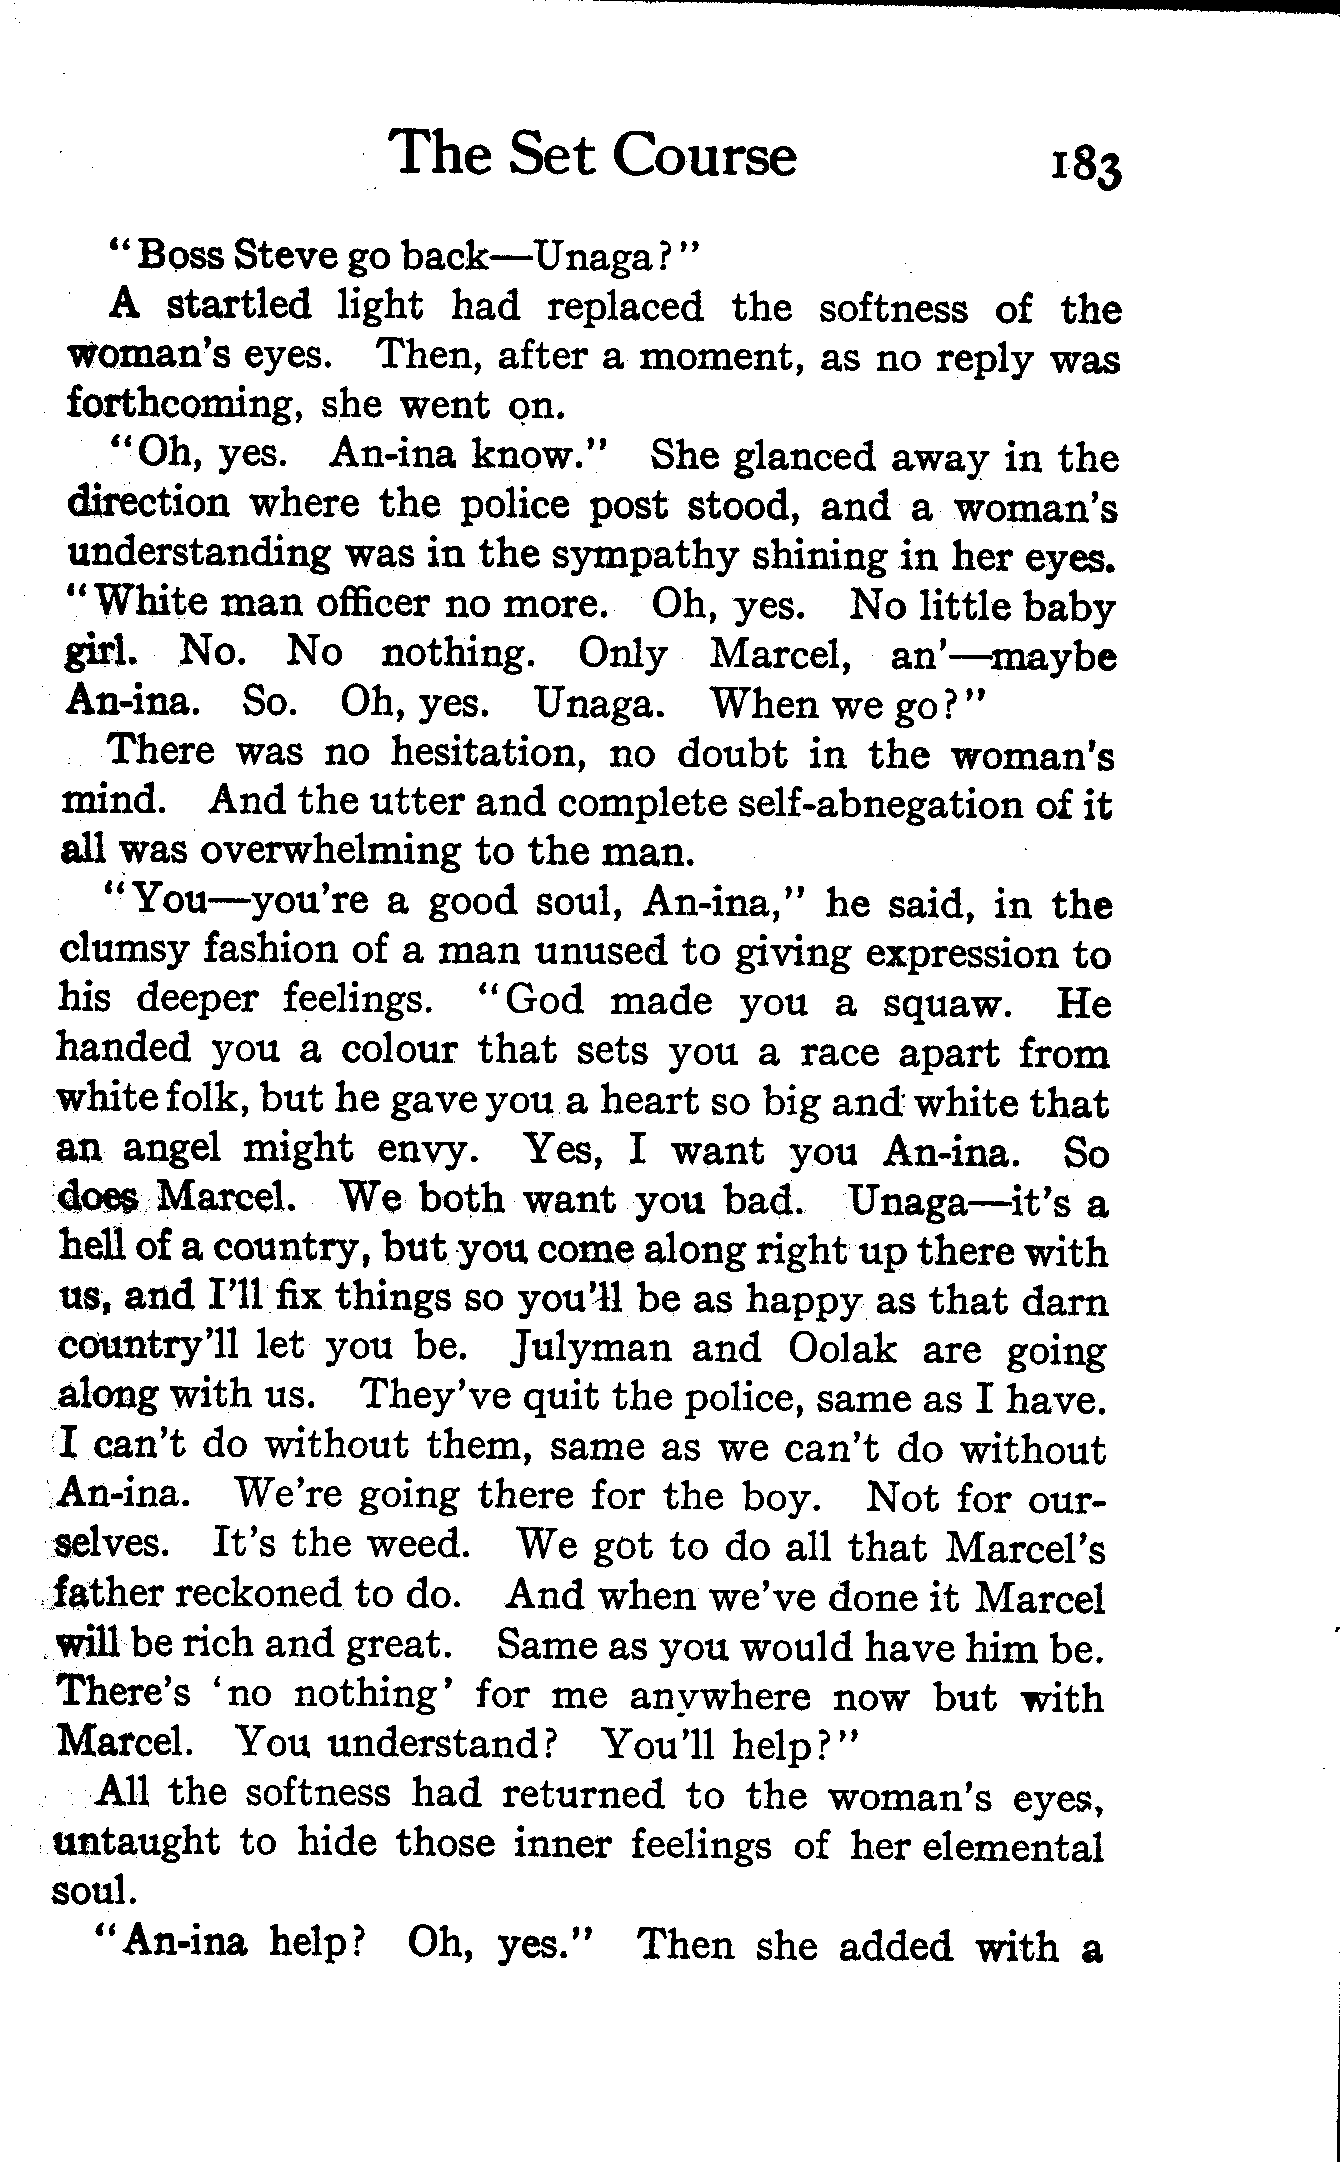 The Set Course 183
“Boss Steve go back—Unaga?”
A startled light had replaced the softness of the
woman's eyes. Then, after a moment, as no reply was
forthcoming, she went on.
“Oh, yes. An-ina know.” She glanced away in the
direction where the police post stood, and a woman's
understanding was in the sympathy shining in her eyes.
“White man officer no more. Oh, yes. No little baby
girl. No. No nothing. Only Marcel, an'—maybe
An-ina. So. Oh, yes. Unaga. When we go?”
There was no hesitation, no doubt in the woman's
mind. And the utter and complete self-abnegation of it
all was overwhelming to the man.
“You—you're a good soul, An-ina,” he said, in the
clumsy fashion of a man unused to giving expression to
his deeper feelings. “God made you a squaw. He
handed you a colour that sets you a race apart from
white folk, but he gave you a heart so big and white that
an angel might envy. Yes, I want you An-ina. So
does Marcel. We both want you bad. Unaga—it's a
hell of a country, but you come along right up there with
us, and I'll fix things so you'll be as happy as that darn
country'll let you be. Julyman and Oolak are going
along with us. They've quit the police, same as I have.
I can't do without them, same as we can't do without
An-ina. We're going there for the boy. Not for our-
selves. It's the weed. We got to do all that Marcel's
father reckoned to do. And when we've done it Marcel
will be rich and great. Same as you would have him be.
There's ‘no nothing’ for me anywhere now but with
Marcel. You understand? You'll help?”
All the softness had returned to the woman's eyes,
untaught to hide those inner feelings of her elemental
soul.
“An-ina help? Oh, yes.” Then she added with a